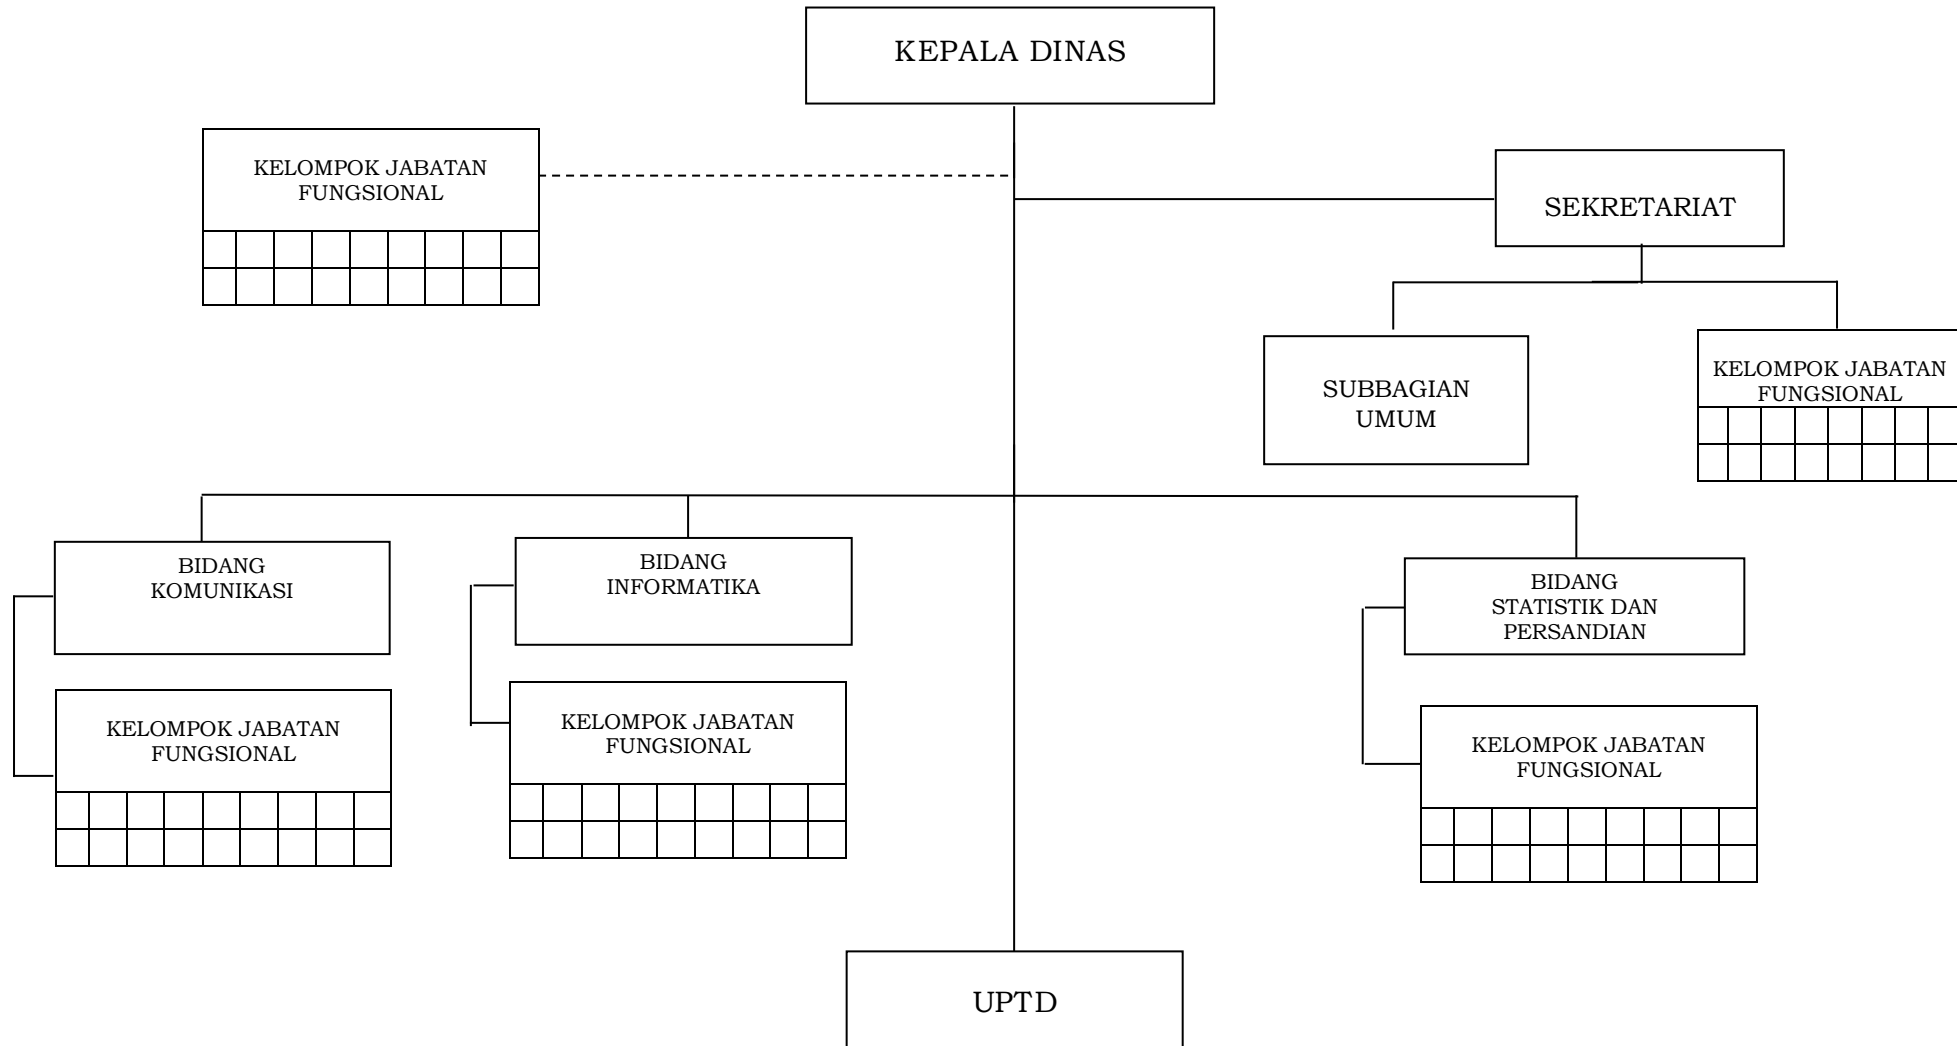 KEPALA DINAS
KELOMPOK JABATAN
FUNGSIONAL
SEKRETARIAT
SUBBAGIAN
UMUM
KELOMPOK JABATAN
FUNGSIONAL
BIDANG
KOMUNIKASI
BIDANG
INFORMATIKA
BIDANG
STATISTIK DAN
PERSANDIAN
KELOMPOK JABATAN
FUNGSIONAL
KELOMPOK JABATAN
FUNGSIONAL
KELOMPOK JABATAN
FUNGSIONAL
UPTD